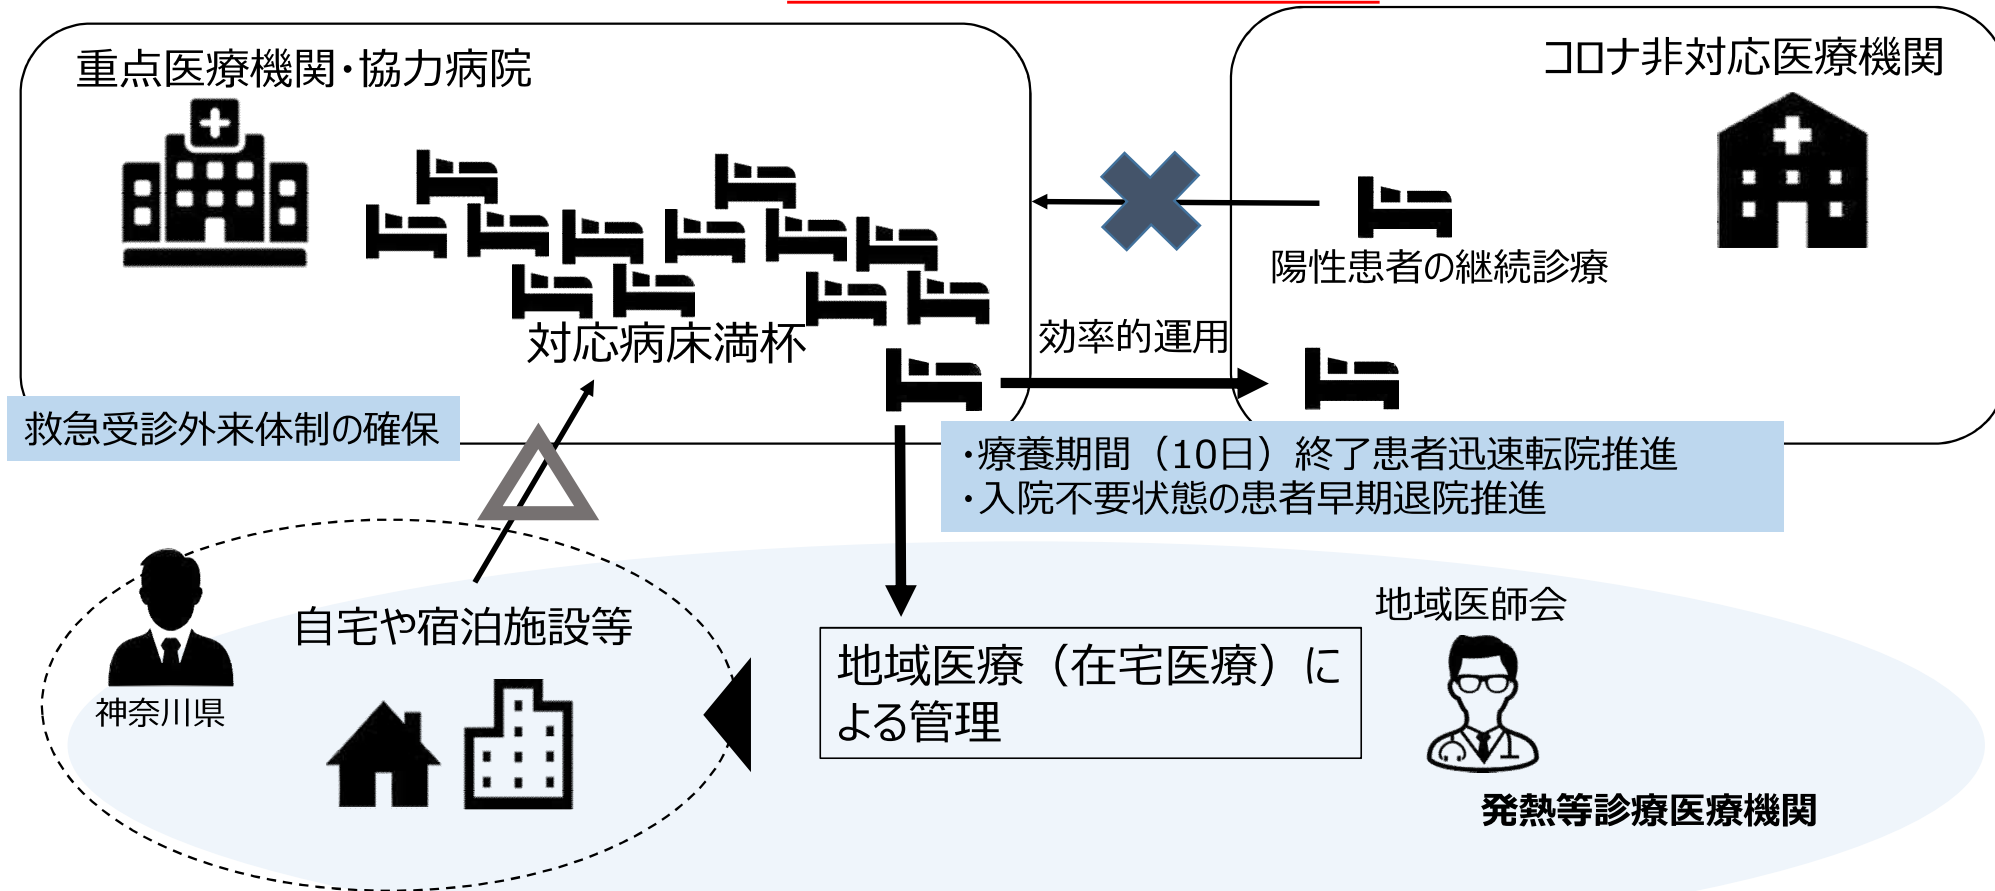 重点医療機関・協力病院
コロナ非対応医療機関
陽性患者の継続診療
対応病床満杯
効率的運用
救急受診外来体制の確保
・療養期間（10日）終了患者迅速転院推進
・入院不要状態の患者早期退院推進
神奈川県
自宅や宿泊施設等
地域医療（在宅医療）に
よる管理
地域医師会
発熱等診療医療機関